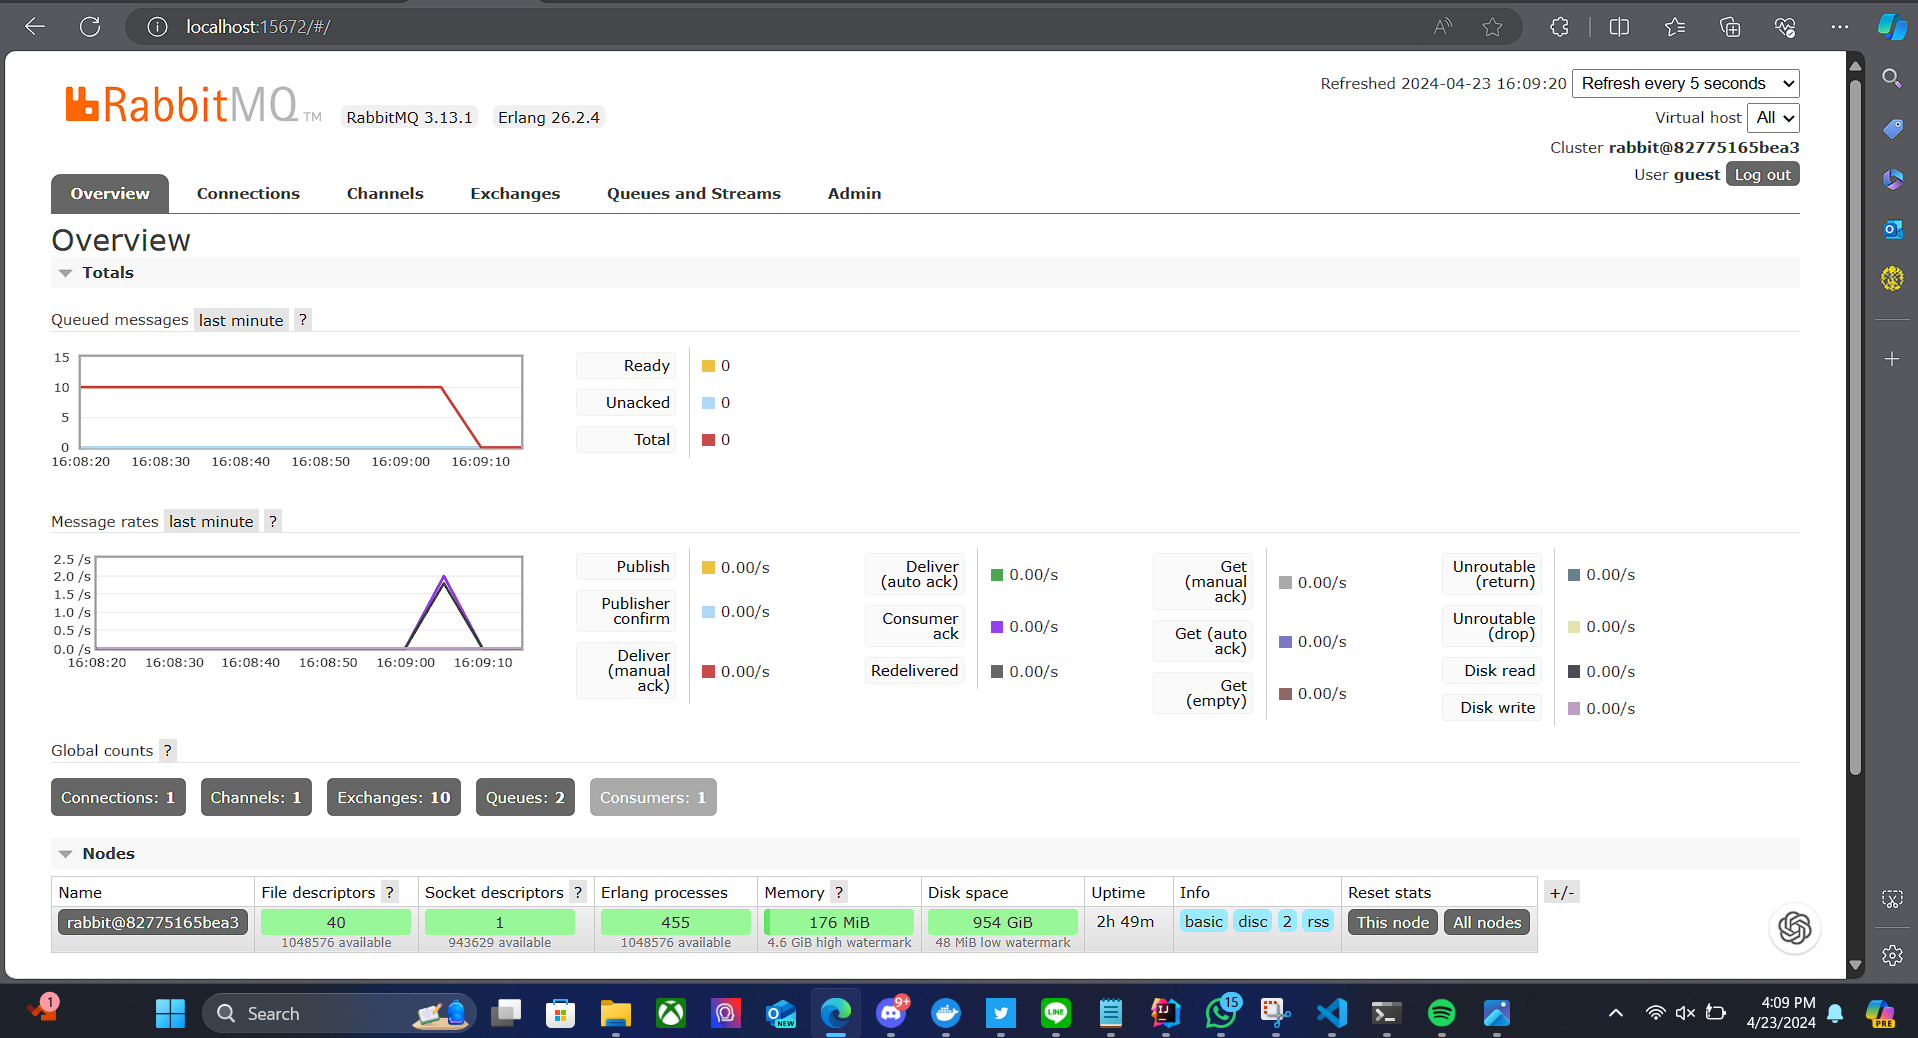 localhost:15672/#/
RabbitMQ TM
RabbitMQ 3.13.1
Erlang 26.2.4
Refreshed 2024-04-23 16:09:20
Refresh every 5 seconds
Virtual host
All
Cluster rabbit@82775165bea3
User guest
Log out
Overview
Connections
Channels
Exchanges
Queues and Streams
Admin
Overview
Totals
Queued messages last minute ?
15
10
5
0
16:08:20 16:08:30 16:08:40 16:08:50 16:09:00 16:09:10
Ready 0
Unacked 0
Total 0
Message rates last minute ?
2.5 /s
2.0 /s
1.5 /s
1.0 /s
0.5 /s
0.0 /s
16:08:20 16:08:30 16:08:40 16:08:50 16:09:00 16:09:10
Publish 0.00/s
Publisher
confirm 0.00/s
Deliver
(manual
ack) 0.00/s
Deliver
(auto ack) 0.00/s
Consumer
ack 0.00/s
Redelivered 0.00/s
Get
(manual
ack) 0.00/s
Get (auto
ack) 0.00/s
Get
(empty) 0.00/s
Unroutable
(return) 0.00/s
Unroutable
(drop) 0.00/s
Disk read 0.00/s
Disk write 0.00/s
Global counts ?
Connections: 1
Channels: 1
Exchanges: 10
Queues: 2
Consumers: 1
Nodes
Name File descriptors ? Socket descriptors ? Erlang processes Memory ? Disk space Uptime Info Reset stats +/-
rabbit@82775165bea3 40 1 455 176 MiB 954 GiB 2h 49m basic disc 2 rss This node All nodes
1048576 available 943629 available 1048576 available 4.6 GiB high watermark 48 MiB low watermark
1
Search
NEW
9+
LINE
IJ
15
4:09 PM
4/23/2024
PRE